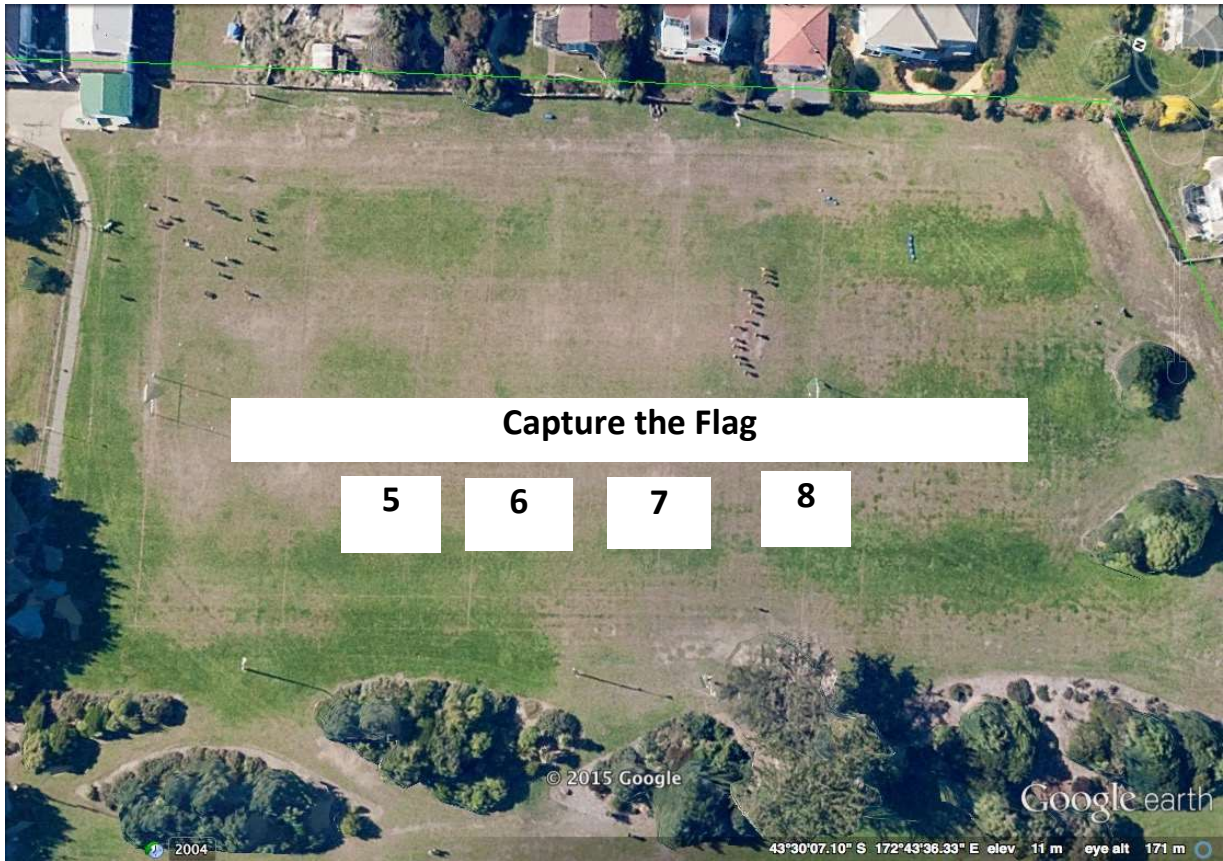 N
Capture the Flag
5 6 7 8
© 2015 Google
Google earth
2004 43°30'07.10" S 172°43'36.33" E elev 11 m eye alt 171 m